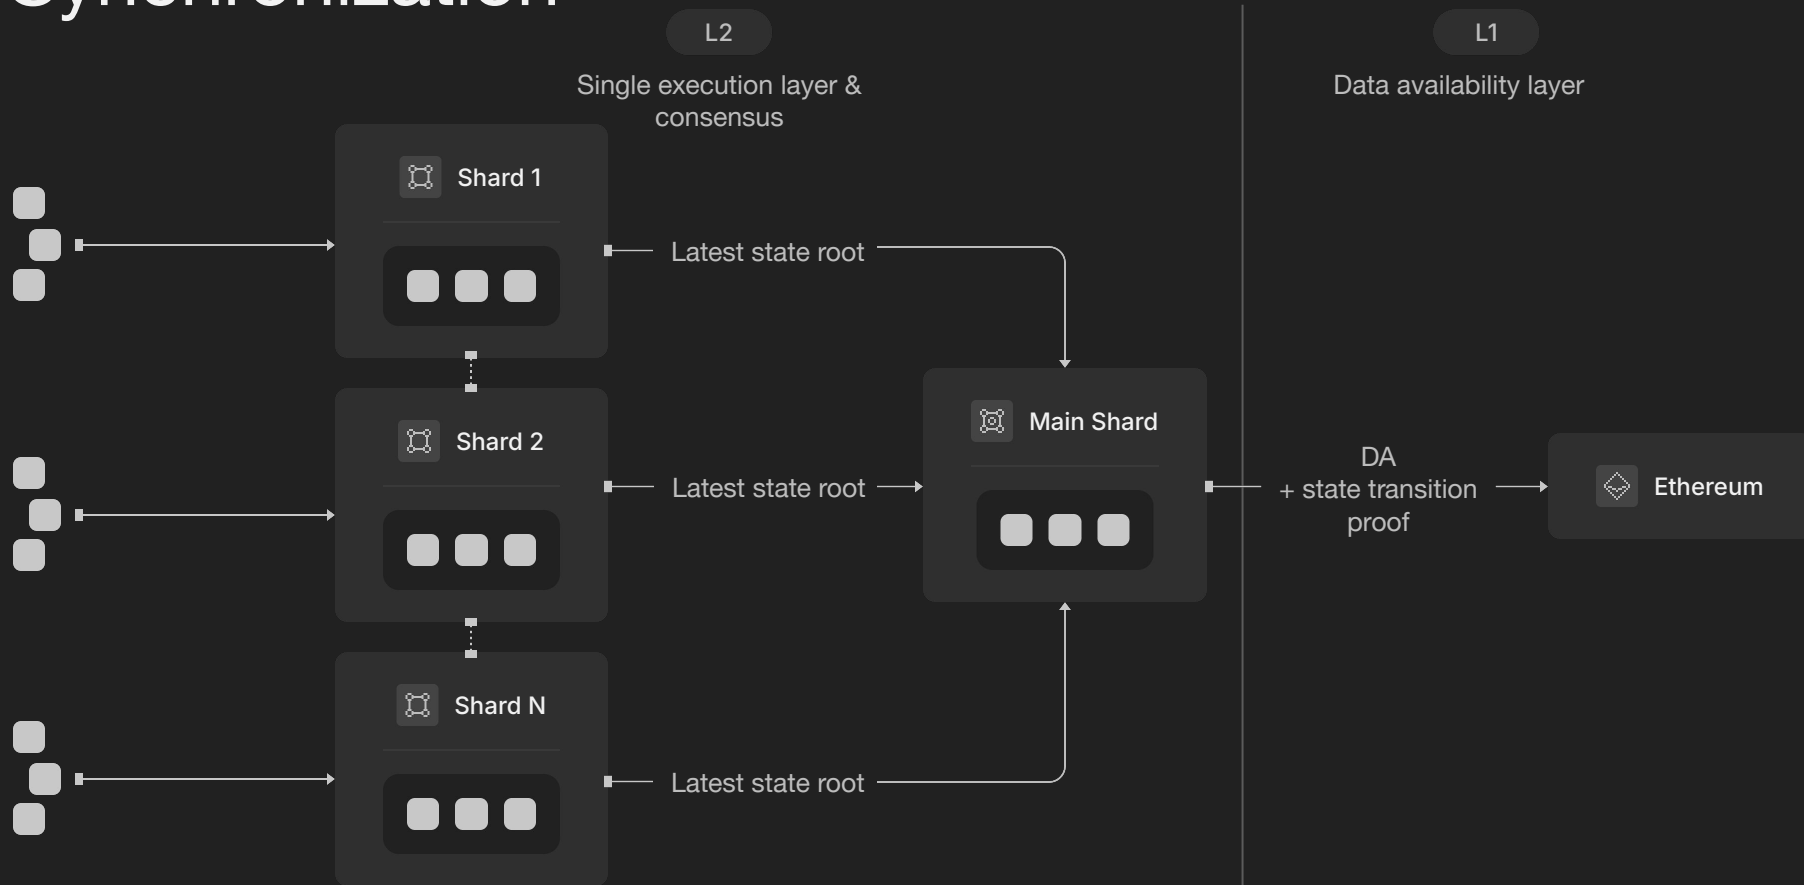 Synchronization
L2
Single execution layer &
consensus
L1
Data availability layer
Shard 1
Latest state root
Shard 2
Latest state root
Main Shard
DA
+ state transition
proof
Ethereum
Shard N
Latest state root